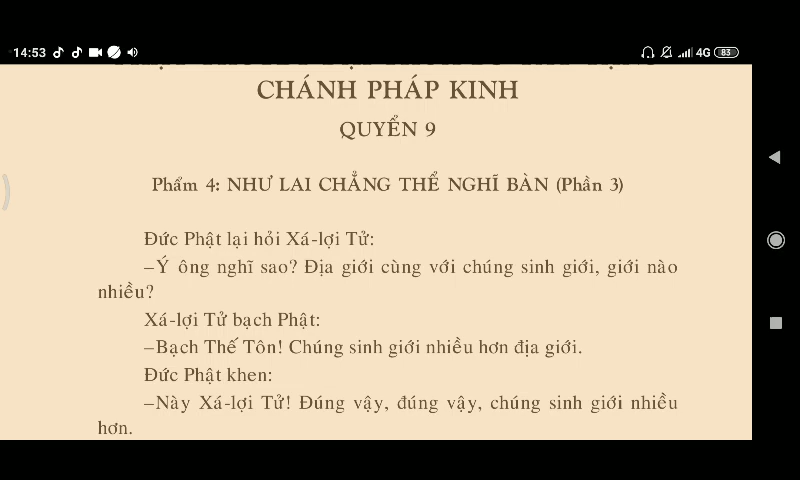 14:53
4G 83
CHÁNH PHÁP KINH
QUYỂN 9
Phẩm 4: NHƯ LAI CHẲNG THỂ NGHĨ BÀN (Phần 3)
Đức Phật lại hỏi Xá-lợi Tử:
–Ý ông nghĩ sao? Địa giới cùng với chúng sinh giới, giới nào
nhiều?
Xá-lợi Tử bạch Phật:
–Bạch Thế Tôn! Chúng sinh giới nhiều hơn địa giới.
Đức Phật khen:
–Này Xá-lợi Tử! Đúng vậy, đúng vậy, chúng sinh giới nhiều
hơn.